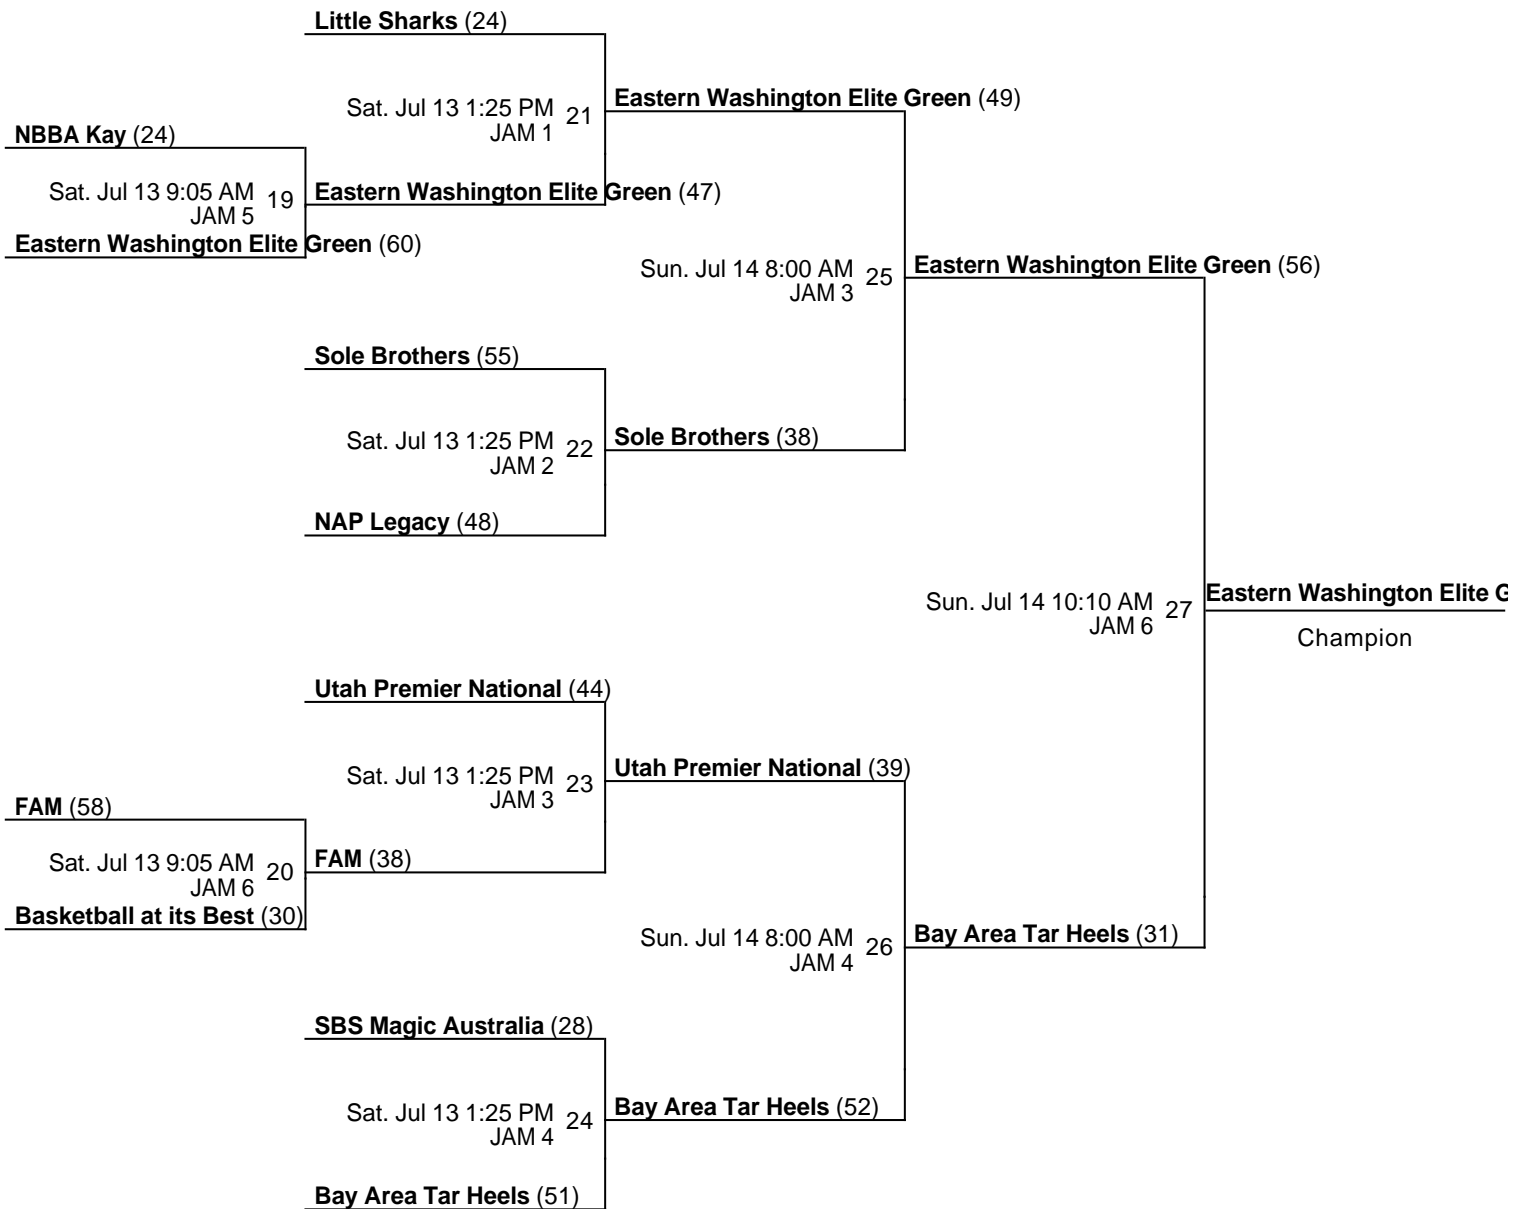 Little Sharks (24)
Sat. Jul 13 1:25 PM 21
JAM 1
Eastern Washington Elite Green (49)
NBBA Kay (24)
Sat. Jul 13 9:05 AM 19
JAM 5
Eastern Washington Elite Green (47)
Eastern Washington Elite Green (60)
Sun. Jul 14 8:00 AM 25
JAM 3
Eastern Washington Elite Green (56)
Sole Brothers (55)
Sat. Jul 13 1:25 PM 22
JAM 2
Sole Brothers (38)
NAP Legacy (48)
Sun. Jul 14 10:10 AM 27
JAM 6
Eastern Washington Elite G
Champion
Utah Premier National (44)
Sat. Jul 13 1:25 PM 23
JAM 3
Utah Premier National (39)
FAM (58)
Sat. Jul 13 9:05 AM 20
JAM 6
FAM (38)
Basketball at its Best (30)
Sun. Jul 14 8:00 AM 26
JAM 4
Bay Area Tar Heels (31)
SBS Magic Australia (28)
Sat. Jul 13 1:25 PM 24
JAM 4
Bay Area Tar Heels (52)
Bay Area Tar Heels (51)